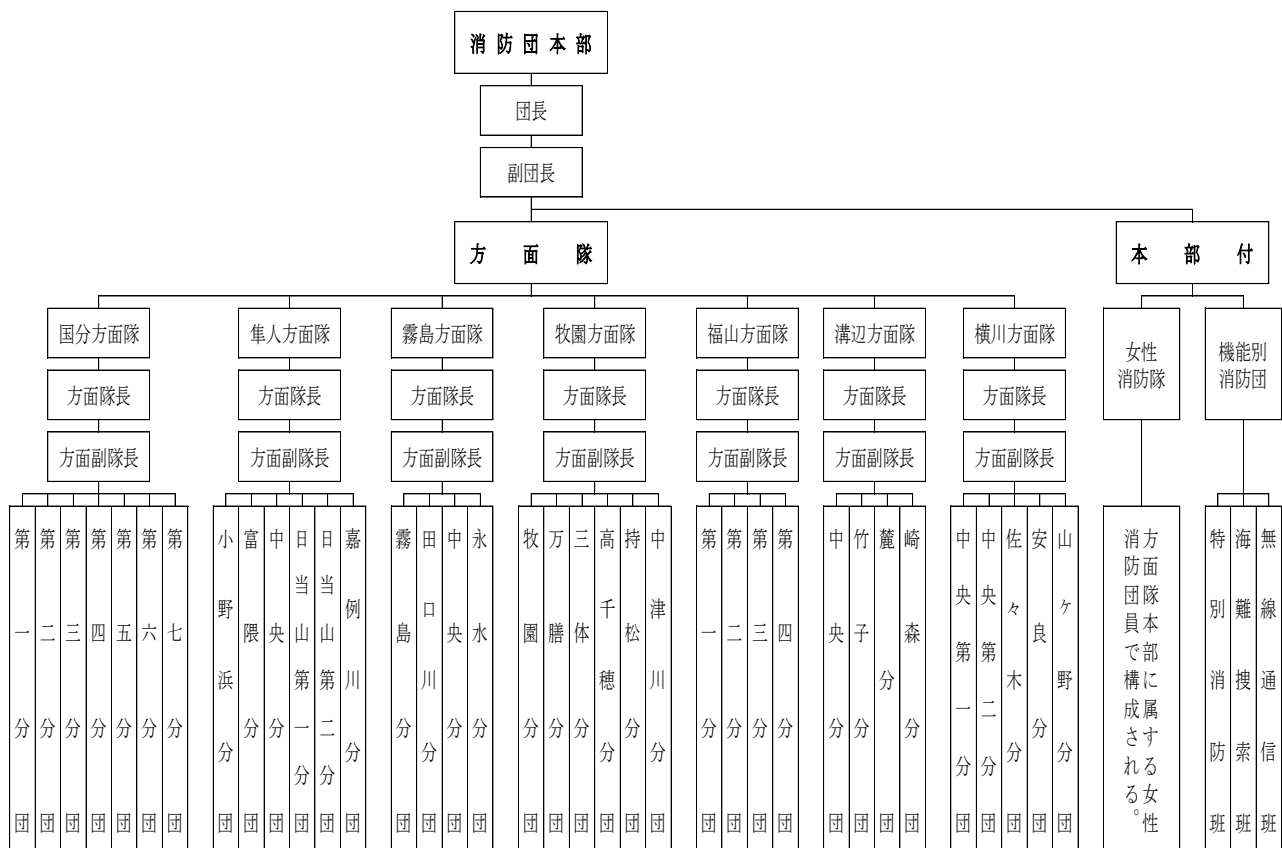 消防団本部
団長
副団長
方面隊
本部付
国分方面隊
隼人方面隊
霧島方面隊
牧園方面隊
福山方面隊
溝辺方面隊
横川方面隊
女性
消防隊
機能別
消防団
方面隊長
方面隊長
方面隊長
方面隊長
方面隊長
方面隊長
方面隊長
方面副隊長
方面副隊長
方面副隊長
方面副隊長
方面副隊長
方面副隊長
方面副隊長
第一分団
第二分団
第三分団
第四分団
第五分団
第六分団
第七分団
小野浜分団
富隈分団
中央分団
日当山第一分団
日当山第二分団
嘉例川分団
霧島分団
田口川分団
中央分団
永水分団
牧園分団
万膳分団
三体分団
高千穂分団
持松分団
中津川分団
第一分団
第二分団
第三分団
第四分団
中央分団
竹子分団
麓分団
崎森分団
中央第一分団
中央第二分団
佐々木分団
安良分団
山ヶ野分団
方面隊本部に属する女性
消防団員で構成される。
特別消防班
海難捜索班
無線通信班